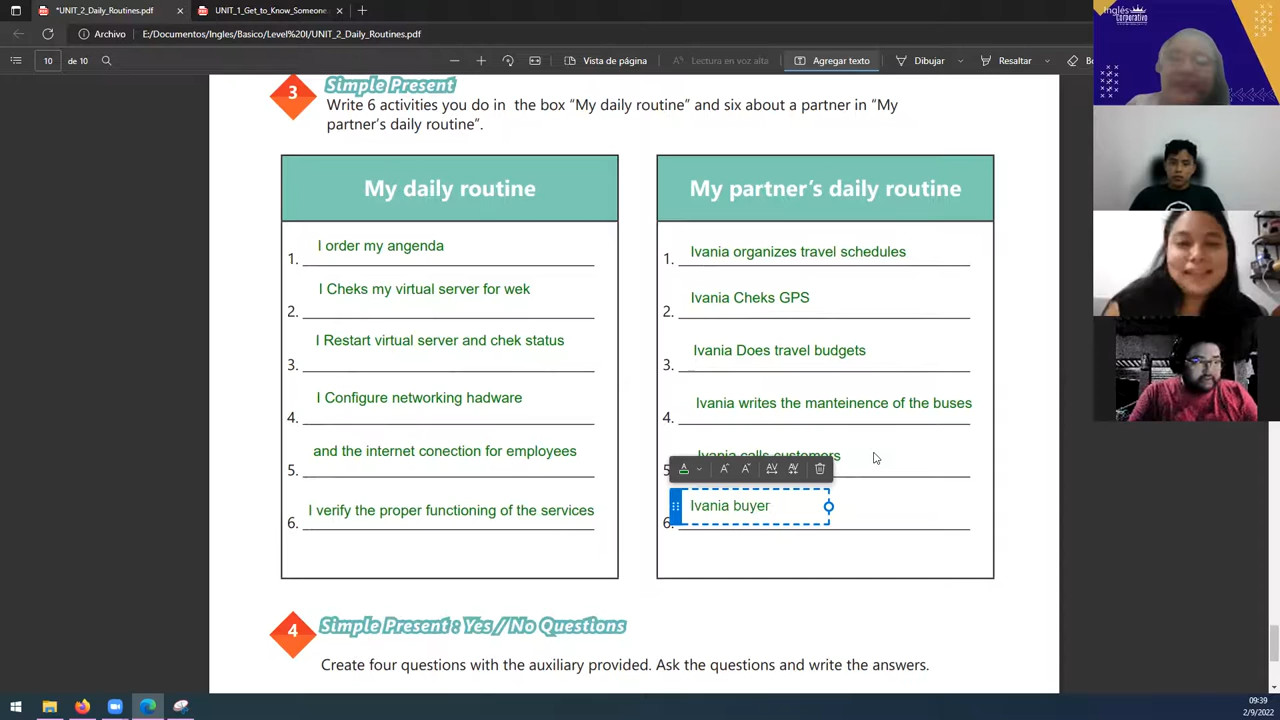 *UNIT_2_Daily_Routines.pdf
UNIT_1_Get_to_Know_Someone
Archivo
E:/Documentos/Ingles/Basico/Level%20I/UNIT_2_Daily_Routines.pdf
10 de 10
Vista de página
Lectura en voz alta
Agregar texto
Dibujar
Resaltar
Inglés
Corporativo
3
Simple Present
Write 6 activities you do in the box “My daily routine” and six about a partner in “My
partner’s daily routine”.
My daily routine
1. I order my angenda
2. I Cheks my virtual server for wek
3. I Restart virtual server and chek status
4. I Configure networking hadware
5. and the internet conection for employees
6. I verify the proper functioning of the services
My partner’s daily routine
1. Ivania organizes travel schedules
2. Ivania Cheks GPS
3. Ivania Does travel budgets
4. Ivania writes the manteinence of the buses
5. Ivania calls customers
6. Ivania buyer
4
Simple Present : Yes/No Questions
Create four questions with the auxiliary provided. Ask the questions and write the answers.
09:39
2/9/2022